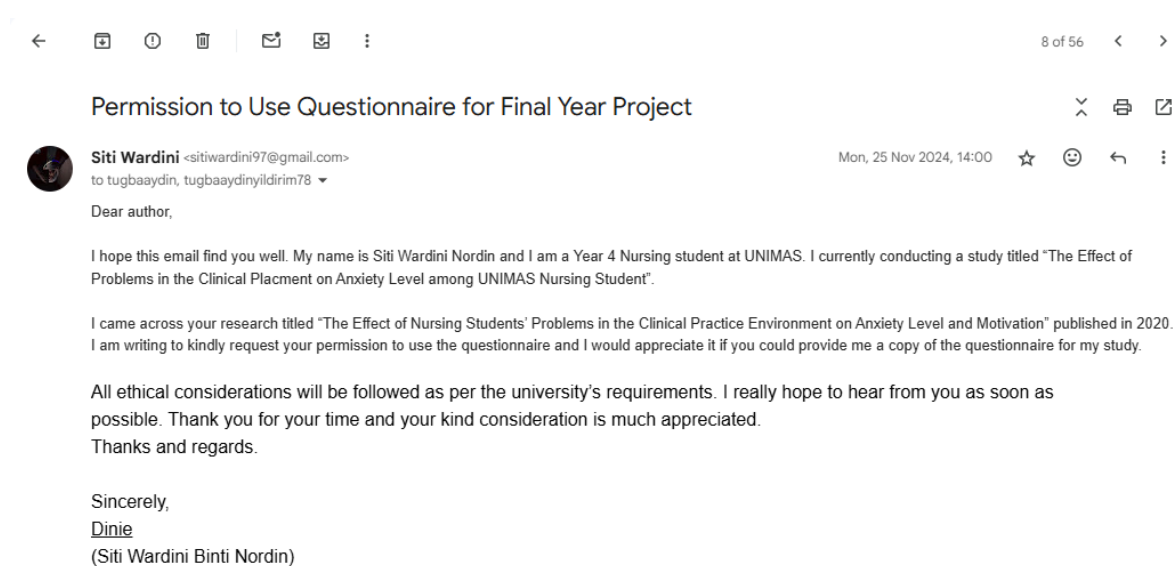 8 of 56
Permission to Use Questionnaire for Final Year Project
Siti Wardini <sitiwardini97@gmail.com>
Mon, 25 Nov 2024, 14:00
to tugbaaydin, tugbaaydinyildirim78
Dear author,
I hope this email find you well. My name is Siti Wardini Nordin and I am a Year 4 Nursing student at UNIMAS. I currently conducting a study titled “The Effect of
Problems in the Clinical Placment on Anxiety Level among UNIMAS Nursing Student”.
I came across your research titled “The Effect of Nursing Students’ Problems in the Clinical Practice Environment on Anxiety Level and Motivation” published in 2020.
I am writing to kindly request your permission to use the questionnaire and I would appreciate it if you could provide me a copy of the questionnaire for my study.
All ethical considerations will be followed as per the university’s requirements. I really hope to hear from you as soon as
possible. Thank you for your time and your kind consideration is much appreciated.
Thanks and regards.
Sincerely,
Dinie
(Siti Wardini Binti Nordin)